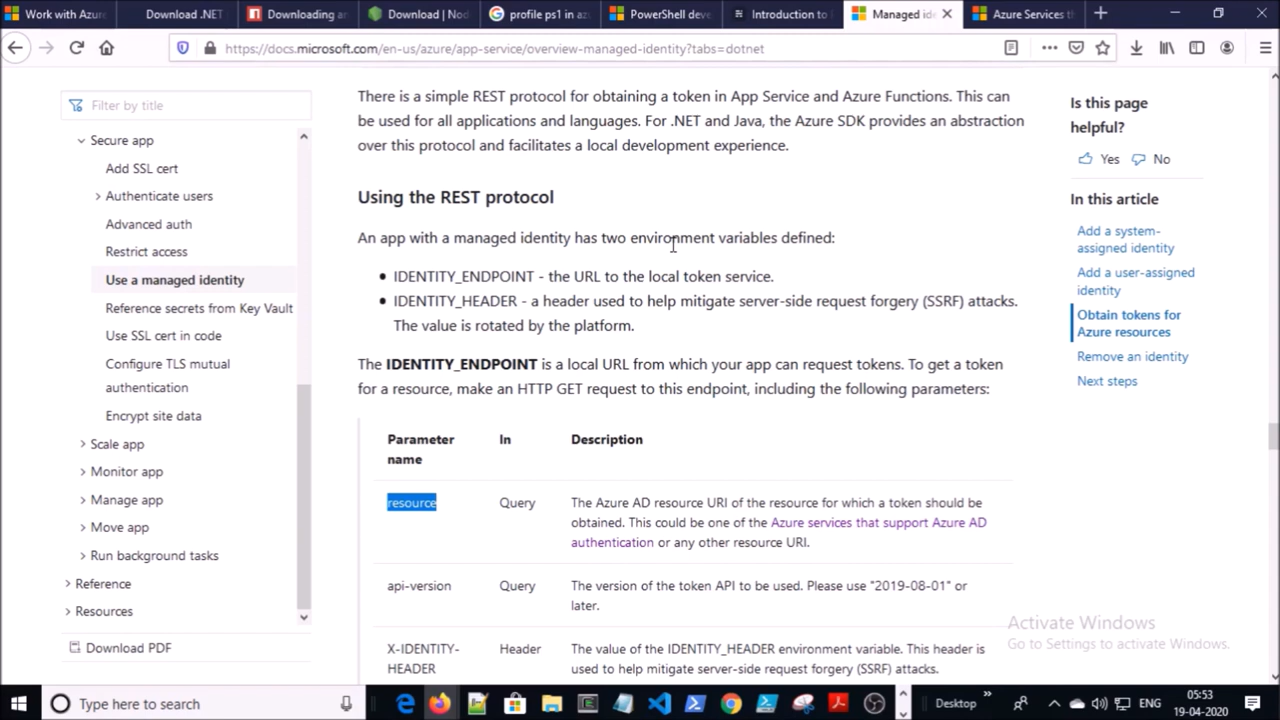 Work with Azur
Download .NET
Downloading an
Download | Nod
profile ps1 in az
PowerShell deve
Introduction to
Managed ide
Azure Services th
https://docs.microsoft.com/en-us/azure/app-service/overview-managed-identity?tabs=dotnet
Filter by title
Secure app
Add SSL cert
Authenticate users
Advanced auth
Restrict access
Use a managed identity
Reference secrets from Key Vault
Use SSL cert in code
Configure TLS mutual
authentication
Encrypt site data
Scale app
Monitor app
Manage app
Move app
Run background tasks
Reference
Resources
Download PDF
There is a simple REST protocol for obtaining a token in App Service and Azure Functions. This can
be used for all applications and languages. For .NET and Java, the Azure SDK provides an abstraction
over this protocol and facilitates a local development experience.
Using the REST protocol
An app with a managed identity has two environment variables defined:
• IDENTITY_ENDPOINT - the URL to the local token service.
• IDENTITY_HEADER - a header used to help mitigate server-side request forgery (SSRF) attacks.
The value is rotated by the platform.
The IDENTITY_ENDPOINT is a local URL from which your app can request tokens. To get a token
for a resource, make an HTTP GET request to this endpoint, including the following parameters:
Parameter name In Description
resource Query The Azure AD resource URI of the resource for which a token should be
obtained. This could be one of the Azure services that support Azure AD
authentication or any other resource URI.
api-version Query The version of the token API to be used. Please use "2019-08-01" or
later.
X-IDENTITY- Header The value of the IDENTITY_HEADER environment variable. This header is
HEADER used to help mitigate server-side request forgery (SSRF) attacks.
Is this page
helpful?
Yes No
In this article
Add a system-
assigned identity
Add a user-assigned
identity
Obtain tokens for
Azure resources
Remove an identity
Next steps
Activate Windows
Go to Settings to activate Windows.
Type here to search
Desktop
ENG
05:53
19-04-2020